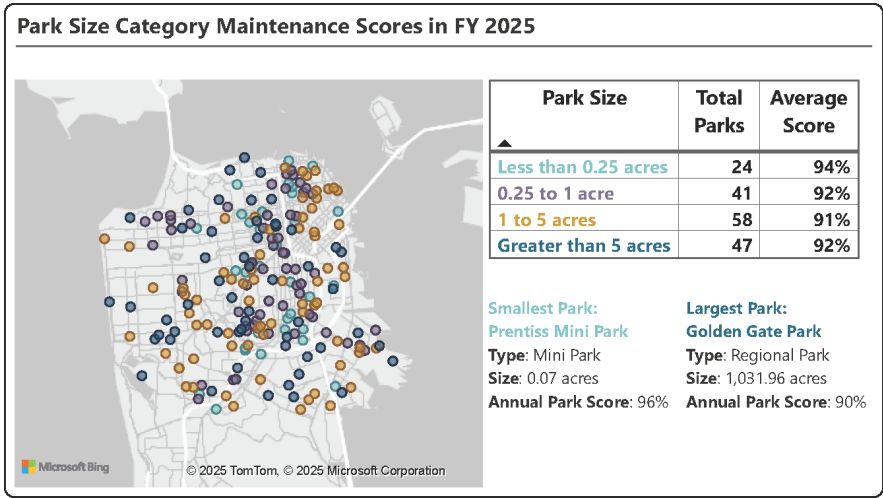 Park Size Category Maintenance Scores in FY 2025
Park Size Total Parks Average Score
Less than 0.25 acres 24 94%
0.25 to 1 acre 41 92%
1 to 5 acres 58 91%
Greater than 5 acres 47 92%
Smallest Park:
Prentiss Mini Park
Type: Mini Park
Size: 0.07 acres
Annual Park Score: 96%
Largest Park:
Golden Gate Park
Type: Regional Park
Size: 1,031.96 acres
Annual Park Score: 90%
Microsoft Bing
© 2025 TomTom, © 2025 Microsoft Corporation